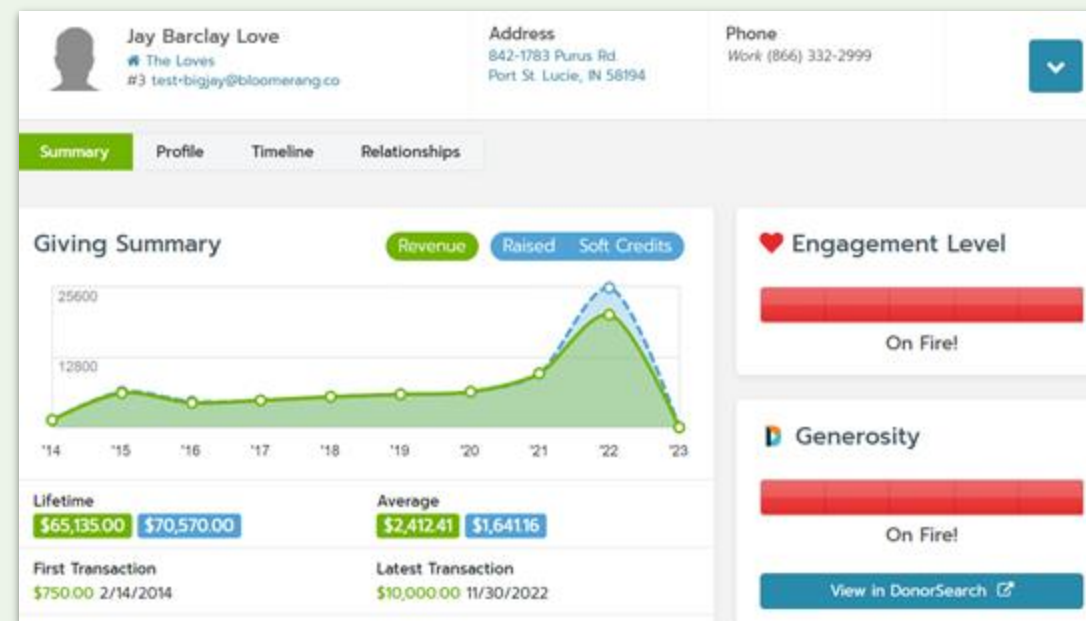 Jay Barclay Love
The Loves
#3 test+bigjay@bloomerang.co
Address
842-1783 Purus Rd.
Port St. Lucie, IN 58194
Phone
Work (866) 332-2999
Summary Profile Timeline Relationships
Giving Summary
Revenue Raised Soft Credits
25600
12800
'14 '15 '16 '17 '18 '19 '20 '21 '22 '23
Lifetime
$65,135.00 $70,570.00
Average
$2,412.41 $1,641.16
First Transaction
$750.00 2/14/2014
Latest Transaction
$10,000.00 11/30/2022
Engagement Level
On Fire!
Generosity
On Fire!
View in DonorSearch